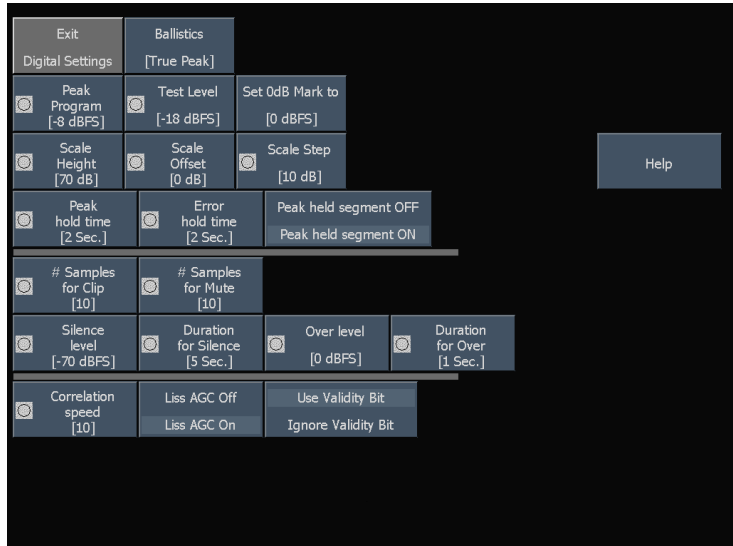 Exit
Digital Settings
Ballistics
[True Peak]
Peak
Program
[-8 dBFS]
Test Level
[-18 dBFS]
Set 0dB Mark to
[0 dBFS]
Scale
Height
[70 dB]
Scale
Offset
[0 dB]
Scale Step
[10 dB]
Help
Peak
hold time
[2 Sec.]
Error
hold time
[2 Sec.]
Peak held segment OFF
Peak held segment ON
# Samples
for Clip
[10]
# Samples
for Mute
[10]
Silence
level
[-70 dBFS]
Duration
for Silence
[5 Sec.]
Over level
[0 dBFS]
Duration
for Over
[1 Sec.]
Correlation
speed
[10]
Liss AGC Off
Liss AGC On
Use Validity Bit
Ignore Validity Bit